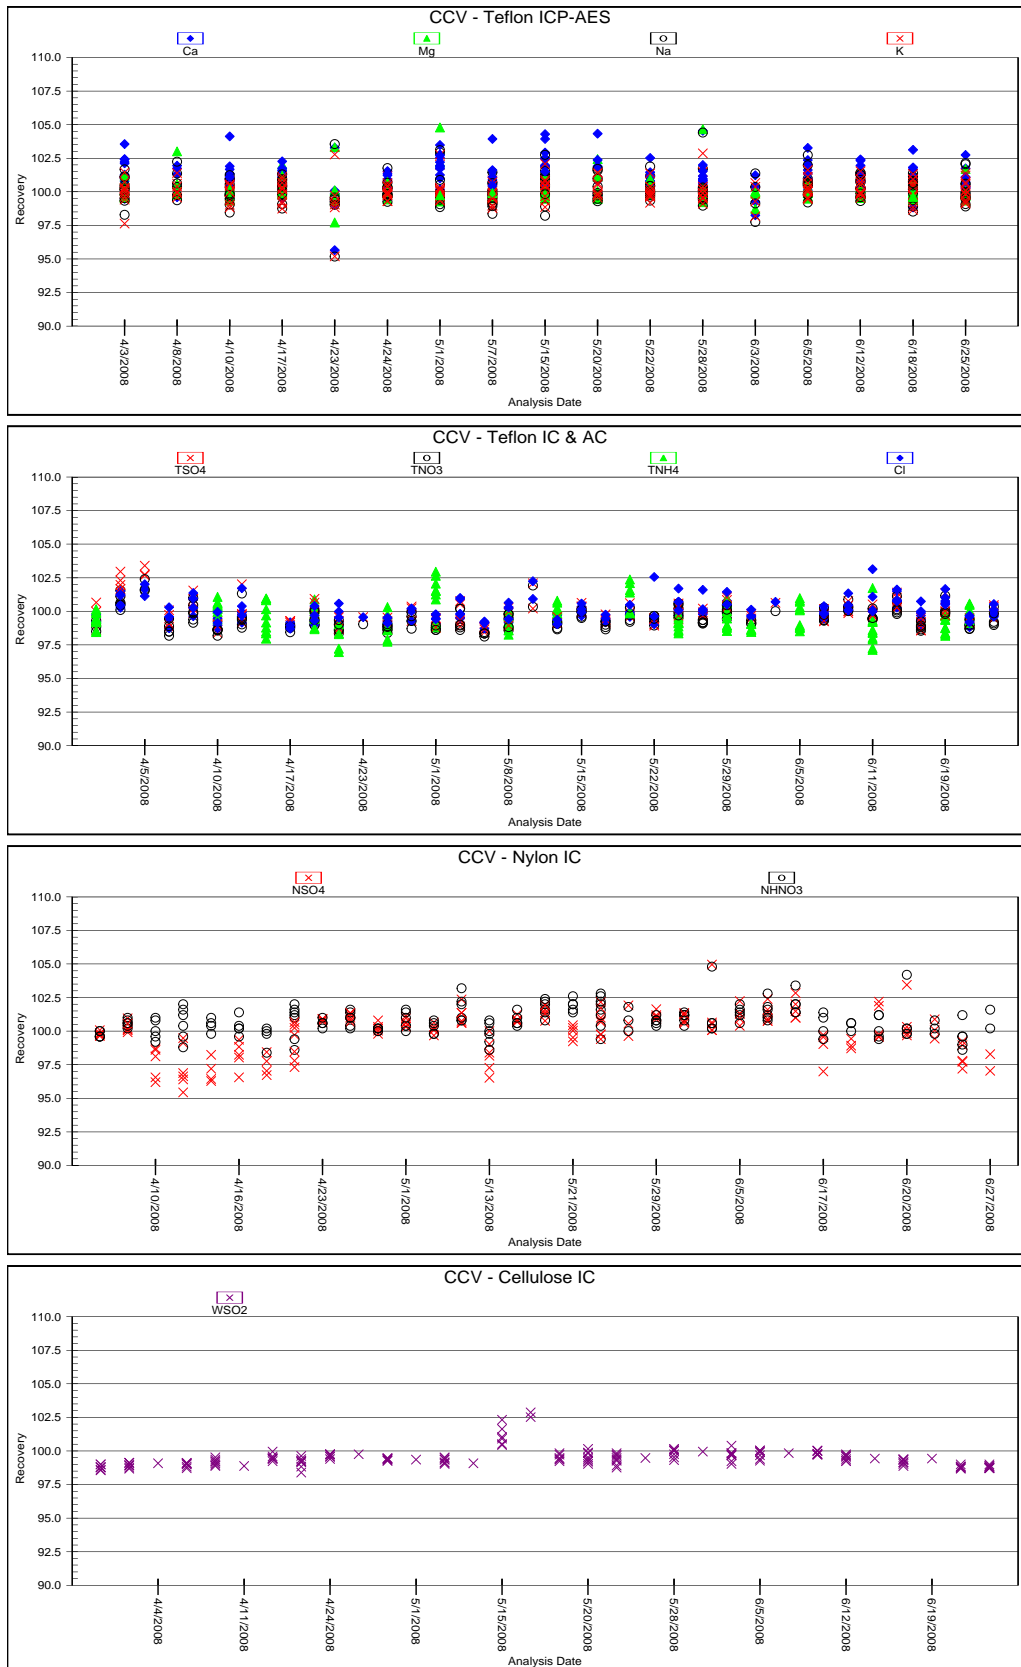 CCV - Teflon ICP-AES
Ca Mg Na K
110.0
107.5
105.0
102.5
100.0
97.5
95.0
92.5
90.0
Recovery
4/3/2008 4/8/2008 4/10/2008 4/17/2008 4/23/2008 4/24/2008 5/1/2008 5/7/2008 5/15/2008 5/20/2008 5/22/2008 5/28/2008 6/3/2008 6/5/2008 6/12/2008 6/18/2008 6/25/2008
Analysis Date
CCV - Teflon IC & AC
TSO4 TNO3 TNH4 Cl
110.0
107.5
105.0
102.5
100.0
97.5
95.0
92.5
90.0
Recovery
4/5/2008 4/10/2008 4/17/2008 4/23/2008 5/1/2008 5/8/2008 5/15/2008 5/22/2008 5/29/2008 6/5/2008 6/11/2008 6/19/2008
Analysis Date
CCV - Nylon IC
NSO4 NHNO3
110.0
107.5
105.0
102.5
100.0
97.5
95.0
92.5
90.0
Recovery
4/10/2008 4/16/2008 4/23/2008 5/1/2008 5/13/2008 5/21/2008 5/29/2008 6/5/2008 6/17/2008 6/20/2008 6/27/2008
Analysis Date
CCV - Cellulose IC
WSO2
110.0
107.5
105.0
102.5
100.0
97.5
95.0
92.5
90.0
Recovery
4/4/2008 4/11/2008 4/24/2008 5/1/2008 5/15/2008 5/20/2008 5/28/2008 6/5/2008 6/12/2008 6/19/2008
Analysis Date